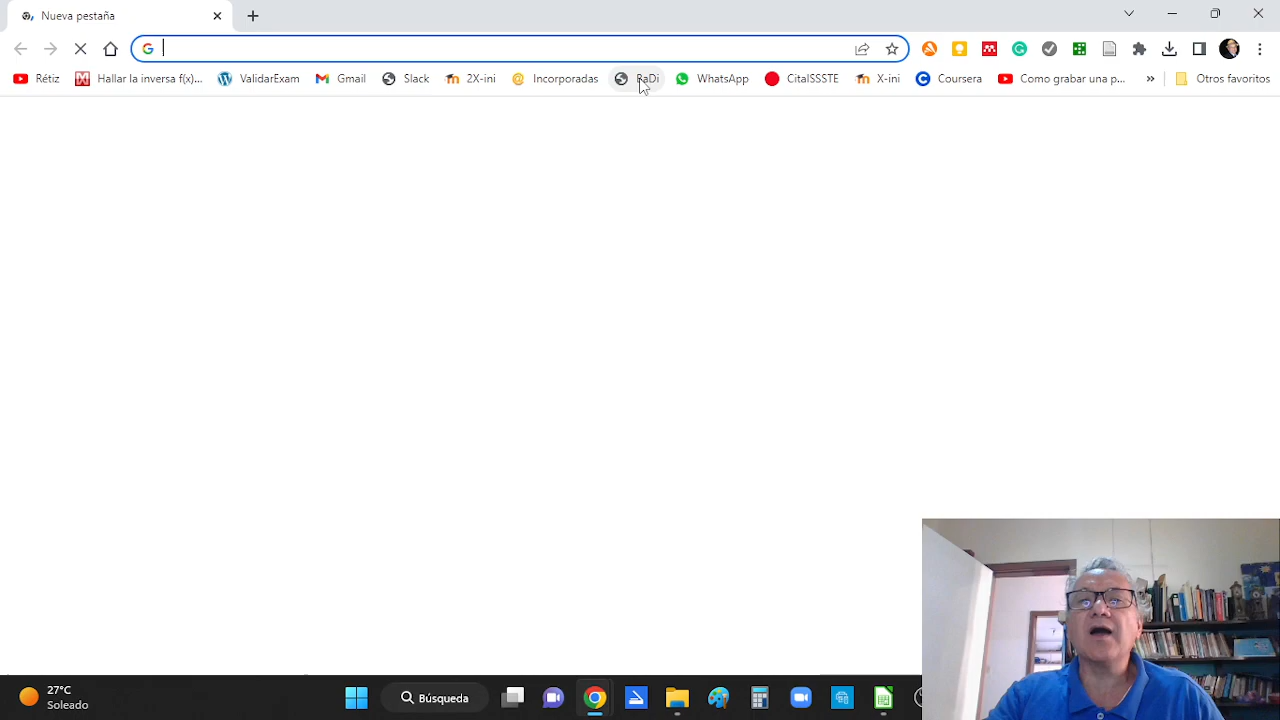 Nueva pestaña
Rétiz Hallar la inversa f(x)... ValidarExam Gmail Slack 2X-ini Incorporadas RaDi WhatsApp CitaISSSTE X-ini Coursera Como grabar una p... » Otros favoritos
27°C
Soleado
Búsqueda